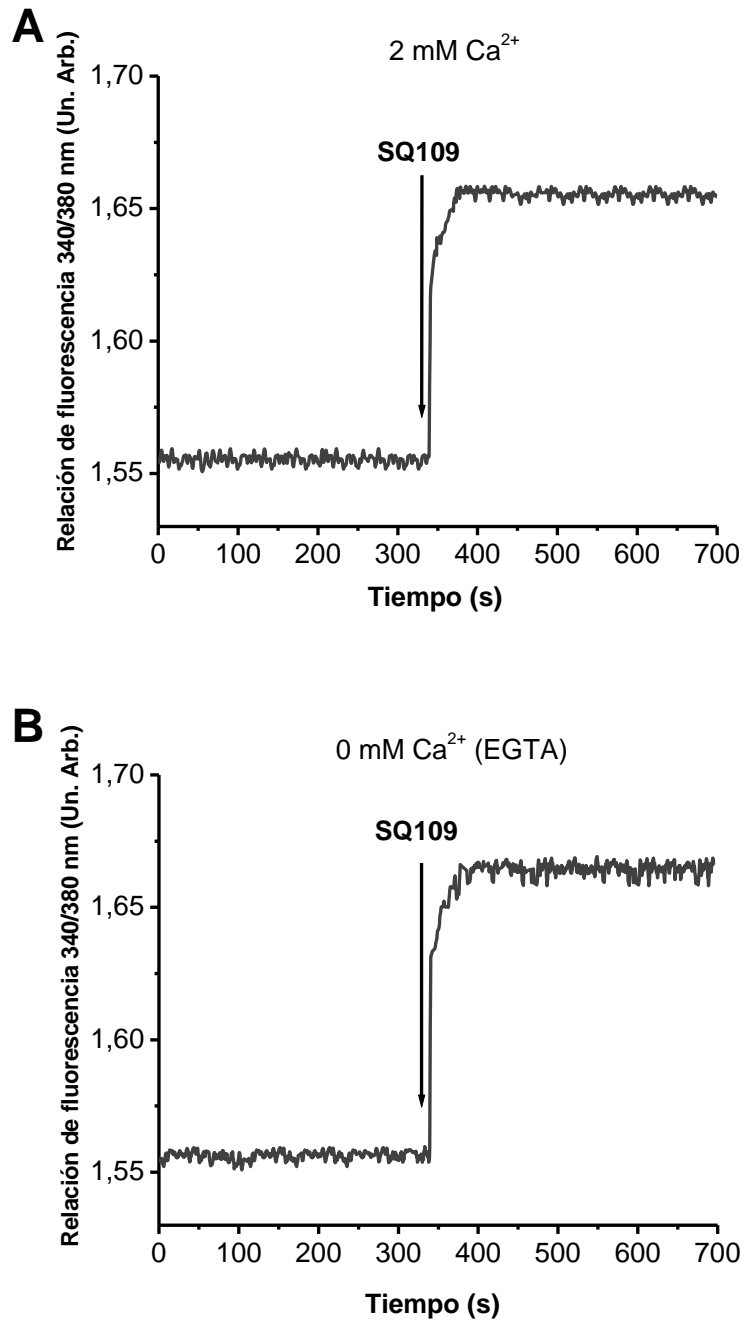 A
2 mM Ca²⁺
Relación de fluorescencia 340/380 nm (Un. Arb.)
1,70
SQ109
1,65
1,60
1,55
0 100 200 300 400 500 600 700
Tiempo (s)
B
0 mM Ca²⁺ (EGTA)
Relación de fluorescencia 340/380 nm (Un. Arb.)
1,70
SQ109
1,65
1,60
1,55
0 100 200 300 400 500 600 700
Tiempo (s)